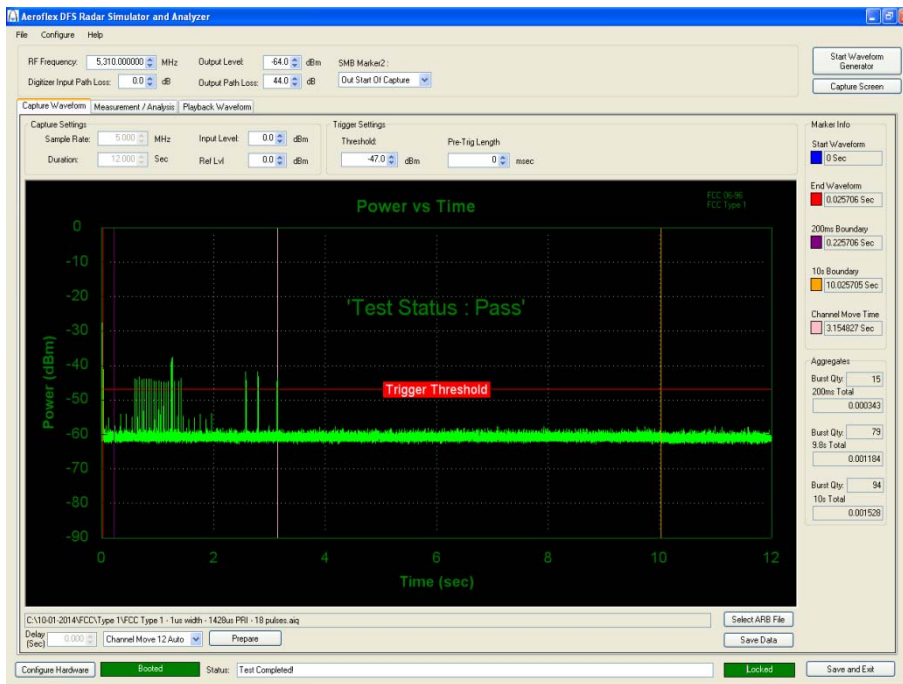 Aeroflex DFS Radar Simulator and Analyzer
File Configure Help
RF Frequency: 5,310.000000 MHz Output Level: -64.0 dBm SMB Marker2 :
Digitizer Input Path Loss: 0.0 dB Output Path Loss: 44.0 dB Out Start Of Capture
Start Waveform Generator
Capture Screen
Capture Waveform Measurement / Analysis Playback Waveform
Capture Settings
Sample Rate: 5.000 MHz Input Level: 0.0 dBm
Duration: 12.000 Sec Ref Lvl 0.0 dBm
Trigger Settings
Threshold: Pre-Trig Length
-47.0 dBm 0 msec
Marker Info
Start Waveform
0 Sec
End Waveform
0.025706 Sec
200ms Boundary
0.225706 Sec
10s Boundary
10.025705 Sec
Channel Move Time
3.154827 Sec
Aggregates
Burst Qty: 15
200ms Total
0.000343
Burst Qty: 79
9.8s Total
0.001184
Burst Qty: 94
10s Total
0.001528
Power vs Time
FCC 06-96
FCC Type 1
'Test Status : Pass'
Trigger Threshold
Power (dBm)
0
-10
-20
-30
-40
-50
-60
-70
-80
-90
0 2 4 6 8 10 12
Time (sec)
C:\10-01-2014\FCC\Type 1\FCC Type 1 - 1us width - 1428us PRI - 18 pulses.aiq
Select ARB File
Delay (Sec) 0.000 Channel Move 12 Auto Prepare
Save Data
Configure Hardware Booted Status: Test Completed! Locked Save and Exit